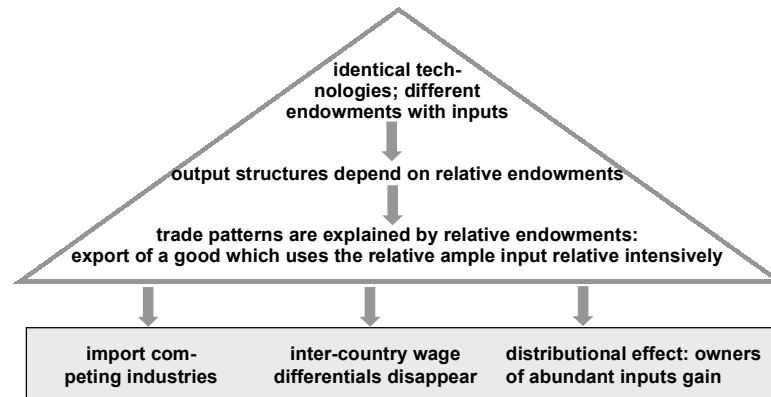 identical tech-
nologies; different
endowments with inputs
output structures depend on relative endowments
trade patterns are explained by relative endowments:
export of a good which uses the relative ample input relative intensively
import com-
peting industries
inter-country wage
differentials disappear
distributional effect: owners
of abundant inputs gain